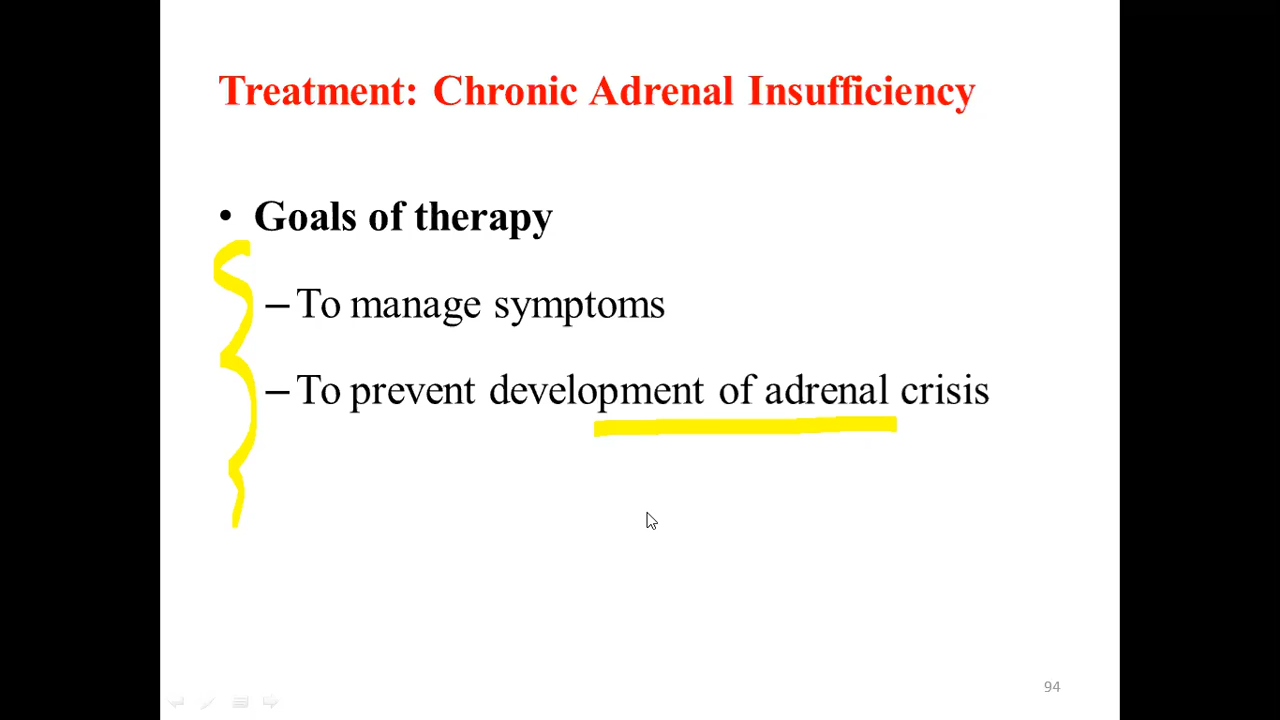 Treatment: Chronic Adrenal Insufficiency
• Goals of therapy
– To manage symptoms
– To prevent development of adrenal crisis
94